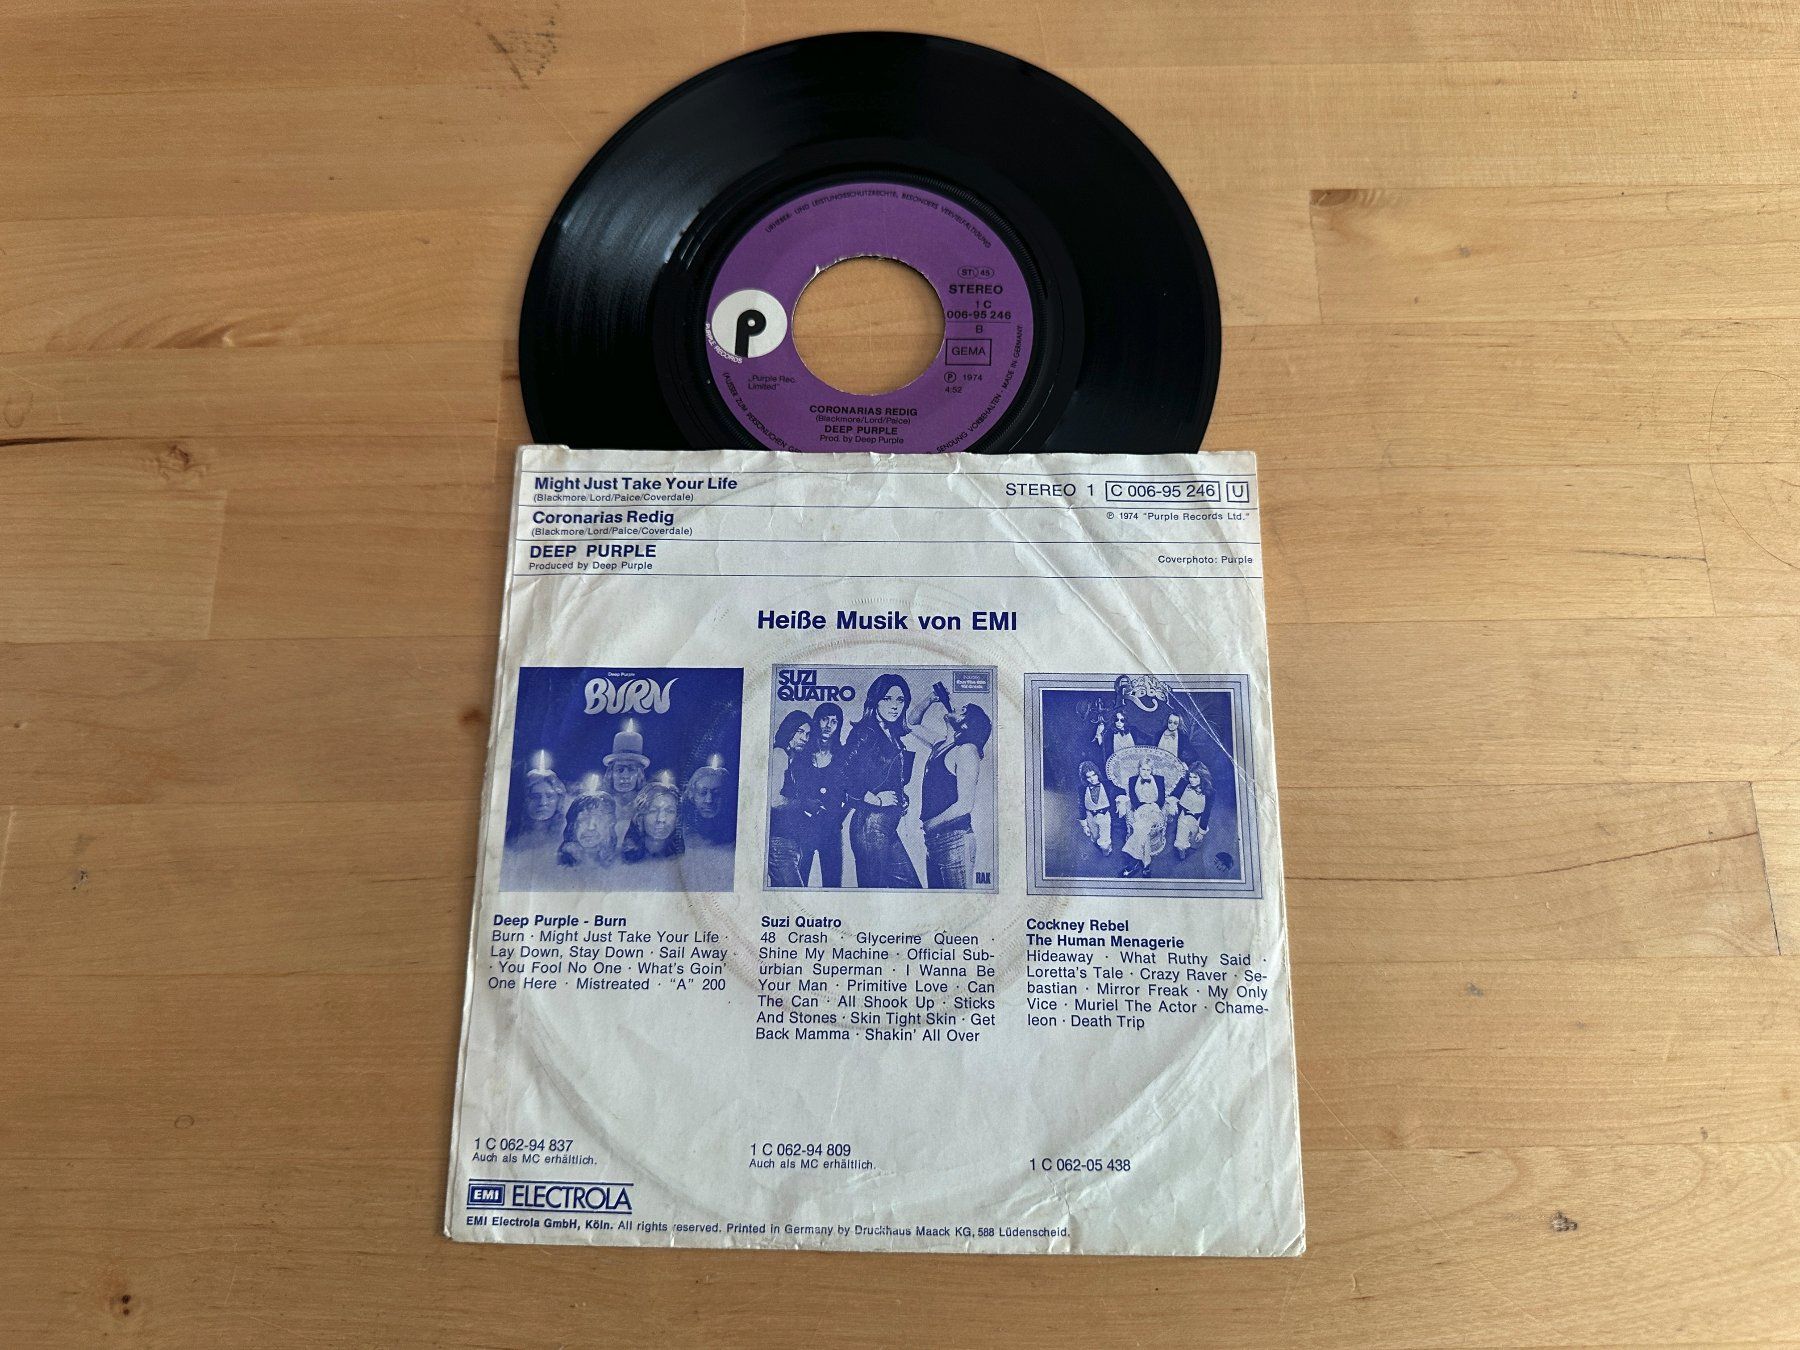 URHEBER- UND LEISTUNGSSCHUTZRECHTE, BESONDERS VERVIELFÄLTIGUNG
ST 45
STEREO
1 C
006-95 246
B
GEMA
℗ 1974
4:52
P
PURPLE RECORDS
„Purple Rec.
Limited"
CORONARIAS REDIG
(Blackmore/Lord/Paice)
DEEP PURPLE
Prod. by Deep Purple
(AUSSER ZUM PERSÖNLICHEN
SENDUNG VORBEHALTEN - MADE IN GERMANY
Might Just Take Your Life
(Blackmore/Lord/Paice/Coverdale)
STEREO 1 C 006-95 246 U
Coronarias Redig
(Blackmore/Lord/Paice/Coverdale)
℗ 1974 "Purple Records Ltd."
DEEP PURPLE
Produced by Deep Purple
Coverphoto: Purple
Heiße Musik von EMI
Deep Purple
BURN
SUZI
QUATRO
RAK
Deep Purple - Burn
Burn · Might Just Take Your Life ·
Lay Down, Stay Down · Sail Away
· You Fool No One · What's Goin'
One Here · Mistreated · "A" 200
Suzi Quatro
48 Crash · Glycerine Queen ·
Shine My Machine · Official Sub-
urbian Superman · I Wanna Be
Your Man · Primitive Love · Can
The Can · All Shook Up · Sticks
And Stones · Skin Tight Skin · Get
Back Mamma · Shakin' All Over
Cockney Rebel
The Human Menagerie
Hideaway · What Ruthy Said ·
Loretta's Tale · Crazy Raver · Se-
bastian · Mirror Freak · My Only
Vice · Muriel The Actor · Chame-
leon · Death Trip
1 C 062-94 837
Auch als MC erhältlich.
1 C 062-94 809
Auch als MC erhältlich.
1 C 062-05 438
EMI ELECTROLA
EMI Electrola GmbH, Köln. All rights reserved. Printed in Germany by Druckhaus Maack KG, 588 Lüdenscheid.